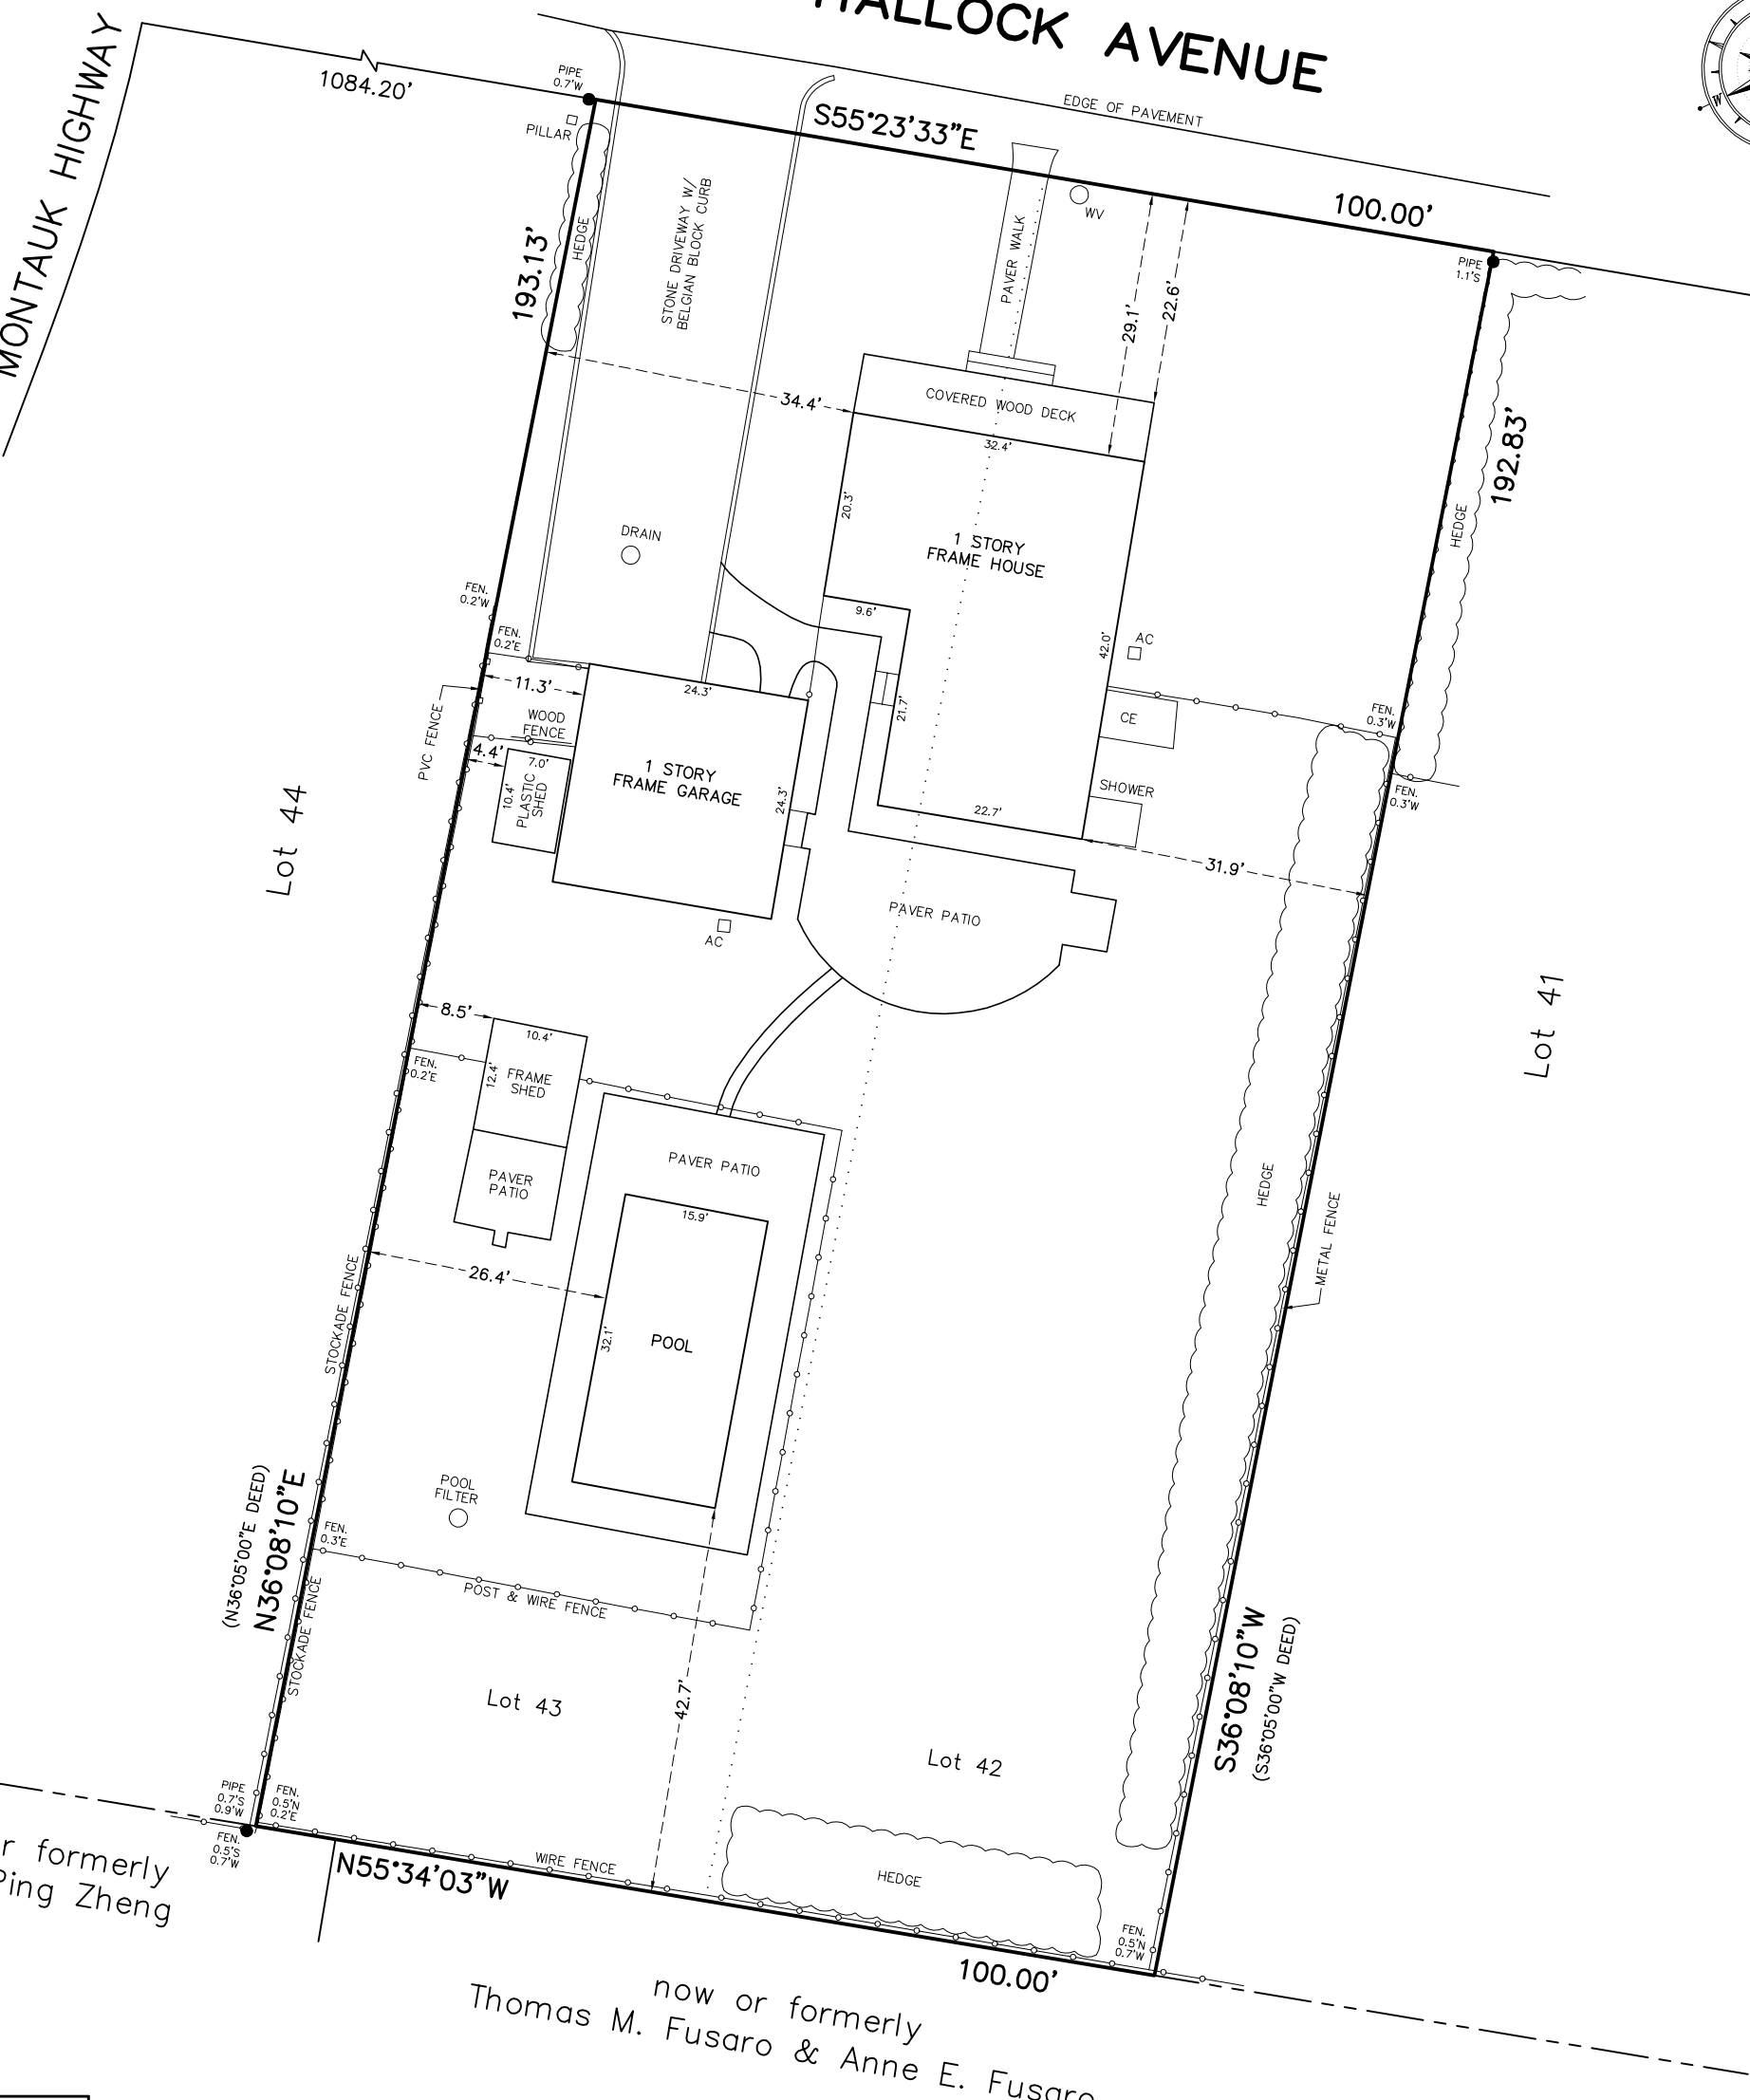 HALLOCK AVENUE
MONTAUK HIGHWAY
1084.20'
PIPE
0.7'W
PILLAR
S55°23'33"E
EDGE OF PAVEMENT
100.00'
W
PIPE
1.1'S
WV
HEDGE
193.13'
STONE DRIVEWAY W/
BELGIAN BLOCK CURB
PAVER WALK
29.1'
22.6'
34.4'
COVERED WOOD DECK
32.4'
192.83'
HEDGE
20.3'
1 STORY
FRAME HOUSE
DRAIN
FEN.
0.2'W
FEN.
0.2'E
9.6'
42.0'
AC
11.3'
24.3'
21.7'
CE
FEN.
0.3'W
PVC FENCE
WOOD
FENCE
4.4'
7.0'
10.4'
PLASTIC
SHED
1 STORY
FRAME GARAGE
24.3'
SHOWER
FEN.
0.3'W
22.7'
31.9'
Lot 44
PAVER PATIO
AC
8.5'
10.4'
12.4'
FRAME
SHED
FEN.
0.2'E
Lot 41
PAVER PATIO
PAVER
PATIO
HEDGE
METAL FENCE
15.9'
26.4'
STOCKADE FENCE
32.1'
POOL
POOL
FILTER
(N36°05'00"E DEED)
N36°08'10"E
FEN.
0.3'E
STOCKADE FENCE
POST & WIRE FENCE
42.7'
Lot 43
Lot 42
S36°08'10"W
(S36°05'00"W DEED)
PIPE
0.7'S
0.9'W
FEN.
0.5'N
0.2'E
FEN.
0.5'S
0.7'W
r formerly
Ping Zheng
WIRE FENCE
N55°34'03"W
HEDGE
FEN.
0.5'N
0.7'W
100.00'
now or formerly
Thomas M. Fusaro & Anne E. Fusaro